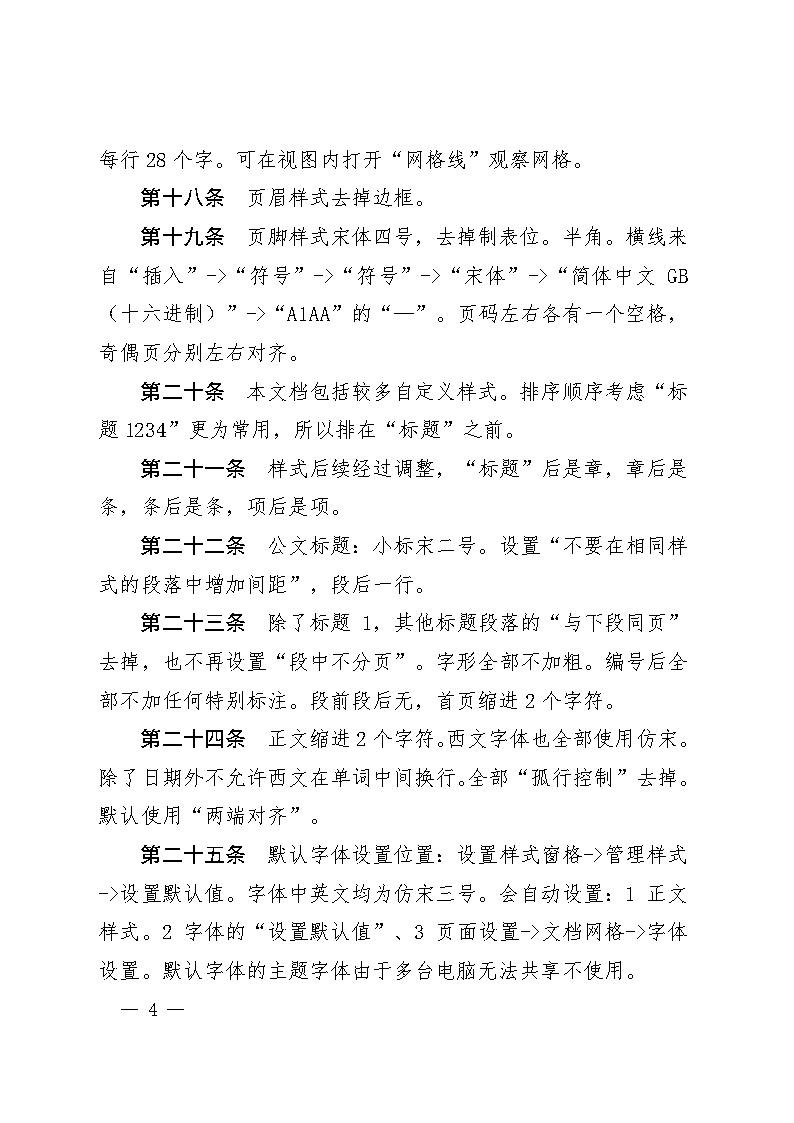 每行28个字。可在视图内打开“网格线”观察网格。
第十八条　页眉样式去掉边框。
第十九条　页脚样式宋体四号，去掉制表位。半角。横线来
自“插入”->“符号”->“符号”->“宋体”->“简体中文 GB
（十六进制）”->“A1AA”的“—”。页码左右各有一个空格，
奇偶页分别左右对齐。
第二十条　本文档包括较多自定义样式。排序顺序考虑“标
题1234”更为常用，所以排在“标题”之前。
第二十一条　样式后续经过调整，“标题”后是章，章后是
条，条后是条，项后是项。
第二十二条　公文标题：小标宋二号。设置“不要在相同样
式的段落中增加间距”，段后一行。
第二十三条　除了标题 1，其他标题段落的“与下段同页”
去掉，也不再设置“段中不分页”。字形全部不加粗。编号后全
部不加任何特别标注。段前段后无，首页缩进2个字符。
第二十四条　正文缩进2个字符。西文字体也全部使用仿宋。
除了日期外不允许西文在单词中间换行。全部“孤行控制”去掉。
默认使用“两端对齐”。
第二十五条　默认字体设置位置：设置样式窗格->管理样式
->设置默认值。字体中英文均为仿宋三号。会自动设置：1 正文
样式。2 字体的“设置默认值”、3 页面设置->文档网格->字体
设置。默认字体的主题字体由于多台电脑无法共享不使用。
— 4 —